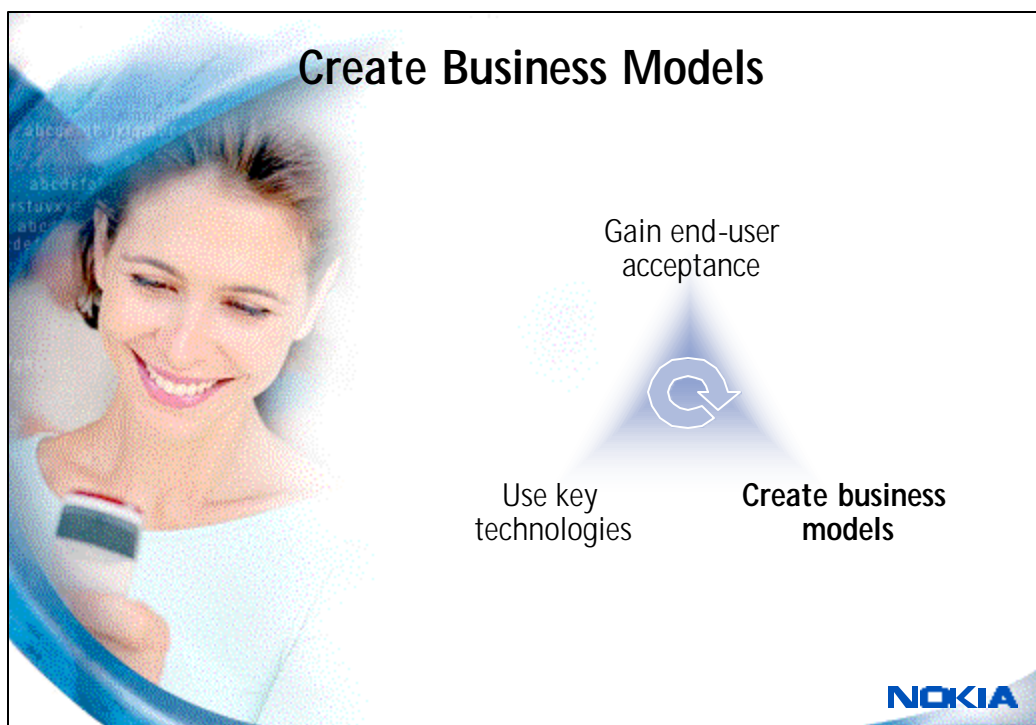 Create Business Models
Gain end-user
acceptance
Use key
technologies
Create business
models
NOKIA